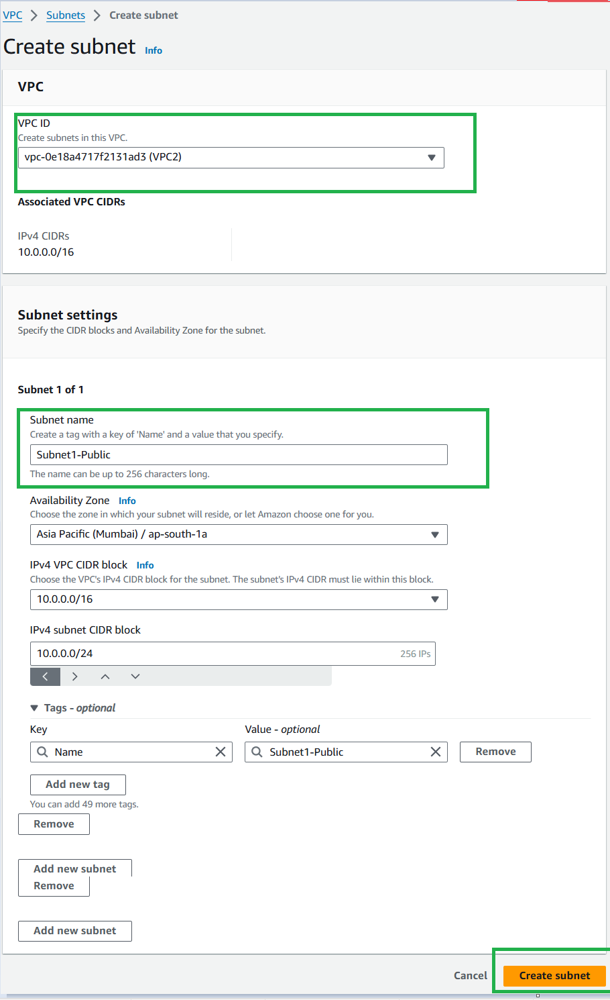 VPC > Subnets > Create subnet
Create subnet Info
VPC
VPC ID
Create subnets in this VPC.
vpc-0e18a4717f2131ad3 (VPC2)
Associated VPC CIDRs
IPv4 CIDRs
10.0.0.0/16
Subnet settings
Specify the CIDR blocks and Availability Zone for the subnet.
Subnet 1 of 1
Subnet name
Create a tag with a key of 'Name' and a value that you specify.
Subnet1-Public
The name can be up to 256 characters long.
Availability Zone Info
Choose the zone in which your subnet will reside, or let Amazon choose one for you.
Asia Pacific (Mumbai) / ap-south-1a
IPv4 VPC CIDR block Info
Choose the VPC's IPv4 CIDR block for the subnet. The subnet's IPv4 CIDR must lie within this block.
10.0.0.0/16
IPv4 subnet CIDR block
10.0.0.0/24 256 IPs
Tags - optional
Key Value - optional
Name Subnet1-Public Remove
Add new tag
You can add 49 more tags.
Remove
Add new subnet
Remove
Add new subnet
Cancel Create subnet